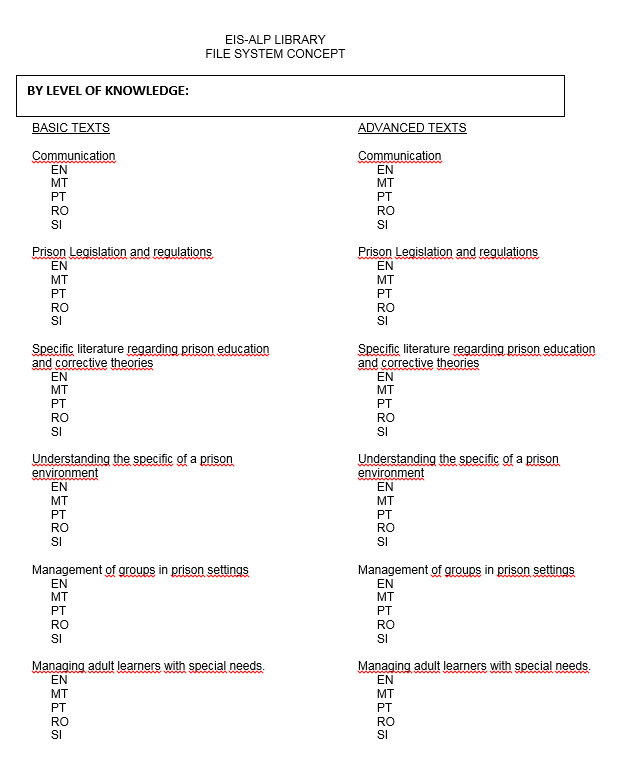 EIS-ALP LIBRARY
FILE SYSTEM CONCEPT
BY LEVEL OF KNOWLEDGE:
BASIC TEXTS
Communication
EN
MT
PT
RO
SI
Prison Legislation and regulations
EN
MT
PT
RO
SI
Specific literature regarding prison education
and corrective theories
EN
MT
PT
RO
SI
Understanding the specific of a prison
environment
EN
MT
PT
RO
SI
Management of groups in prison settings
EN
MT
PT
RO
SI
Managing adult learners with special needs.
EN
MT
PT
RO
SI
ADVANCED TEXTS
Communication
EN
MT
PT
RO
SI
Prison Legislation and regulations
EN
MT
PT
RO
SI
Specific literature regarding prison education
and corrective theories
EN
MT
PT
RO
SI
Understanding the specific of a prison
environment
EN
MT
PT
RO
SI
Management of groups in prison settings
EN
MT
PT
RO
SI
Managing adult learners with special needs.
EN
MT
PT
RO
SI